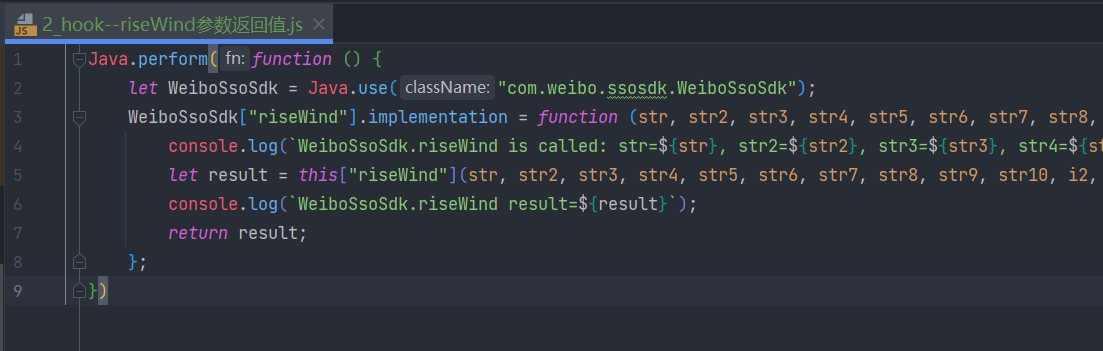 JS 2_hook--riseWind参数返回值.js ×
1 Java.perform( fn: function () {
2 let WeiboSsoSdk = Java.use( className: "com.weibo.ssosdk.WeiboSsoSdk");
3 WeiboSsoSdk["riseWind"].implementation = function (str, str2, str3, str4, str5, str6, str7, str8,
4 console.log(`WeiboSsoSdk.riseWind is called: str=${str}, str2=${str2}, str3=${str3}, str4=${st
5 let result = this["riseWind"](str, str2, str3, str4, str5, str6, str7, str8, str9, str10, i2,
6 console.log(`WeiboSsoSdk.riseWind result=${result}`);
7 return result;
8 };
9 })